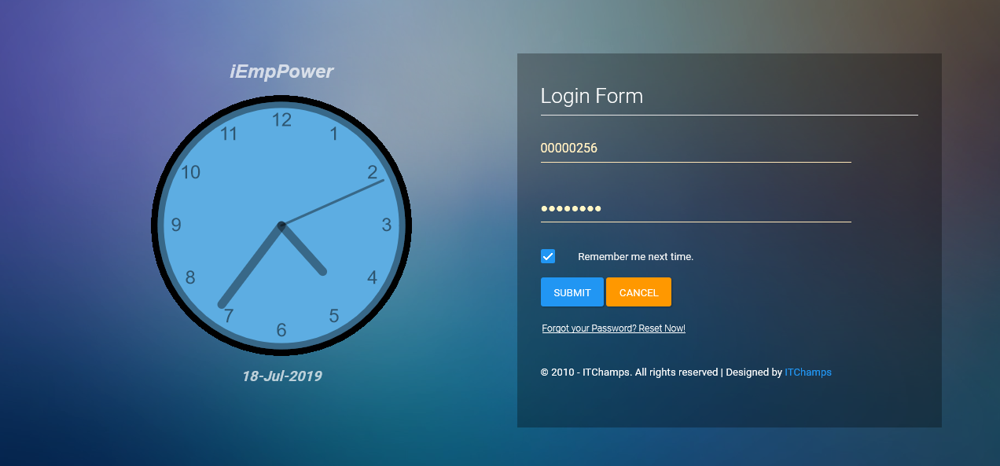 iEmpPower
12
11
1
10
2
9
3
8
4
7
5
6
18-Jul-2019
Login Form
00000256
••••••••
Remember me next time.
SUBMIT CANCEL
Forgot your Password? Reset Now!
© 2010 - ITChamps. All rights reserved | Designed by ITChamps